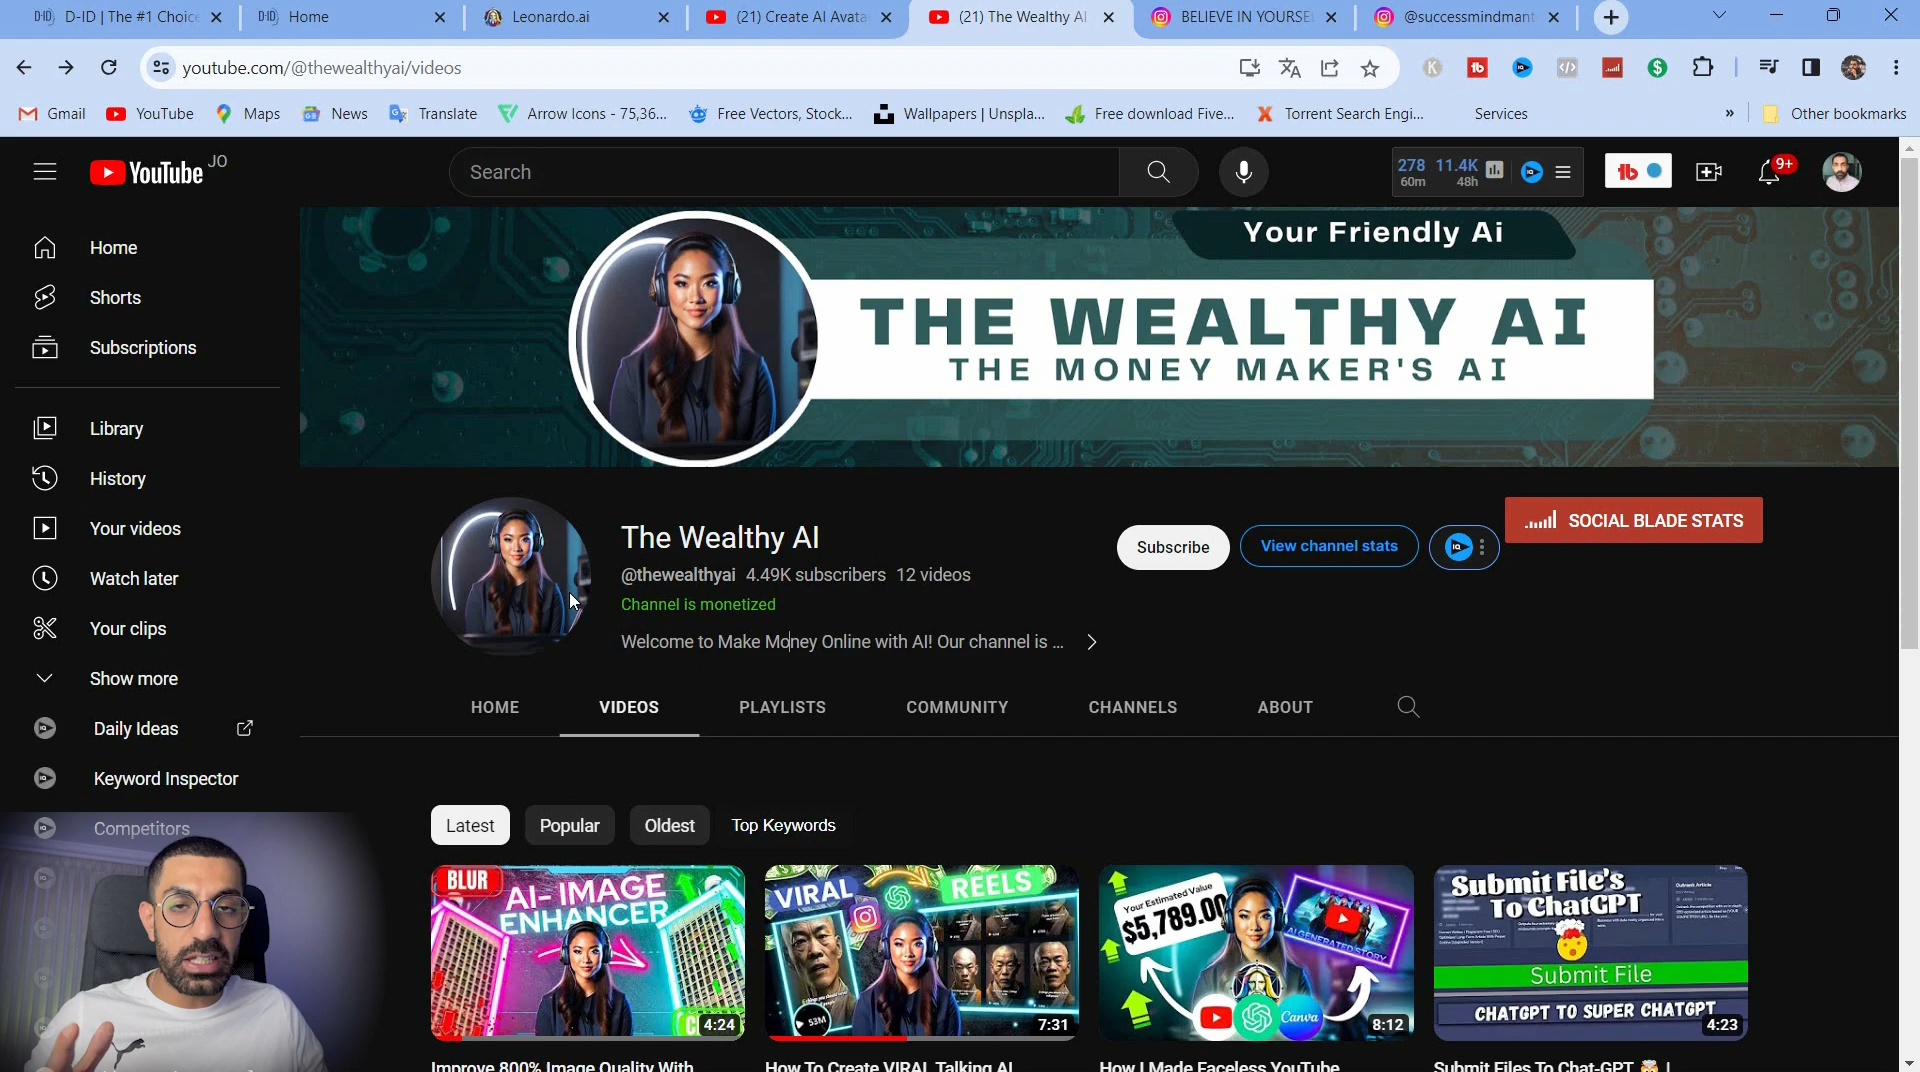 D-ID | The #1 Choice
Home
Leonardo.ai
(21) Create AI Avata
(21) The Wealthy AI
BELIEVE IN YOURSE
@successmindmant
youtube.com/@thewealthyai/videos
Gmail
YouTube
Maps
News
Translate
Arrow Icons - 75,36...
Free Vectors, Stock...
Wallpapers | Unspla...
Free download Five...
Torrent Search Engi...
Services
»
Other bookmarks
YouTube JO
Search
278 11.4K
60m 48h
9+
Home
Shorts
Subscriptions
Library
History
Your videos
Watch later
Your clips
Show more
Daily Ideas
Keyword Inspector
Competitors
Your Friendly Ai
THE WEALTHY AI
THE MONEY MAKER'S AI
The Wealthy AI
@thewealthyai 4.49K subscribers 12 videos
Channel is monetized
Welcome to Make Money Online with AI! Our channel is ...
Subscribe
View channel stats
SOCIAL BLADE STATS
HOME
VIDEOS
PLAYLISTS
COMMUNITY
CHANNELS
ABOUT
Latest
Popular
Oldest
Top Keywords
BLUR
AI-IMAGE
ENHANCER
4:24
VIRAL
REELS
53M
7:31
Your Estimated Value
$5,789.00
AI GENERATED STORY
Canva
8:12
Submit File's
To ChatGPT
Submit File
CHATGPT TO SUPER CHATGPT
4:23
Improve 800% Image Quality With
How To Create VIRAL Talking AI
How I Made Faceless YouTube
Submit Files To Chat-GPT 🤯 |